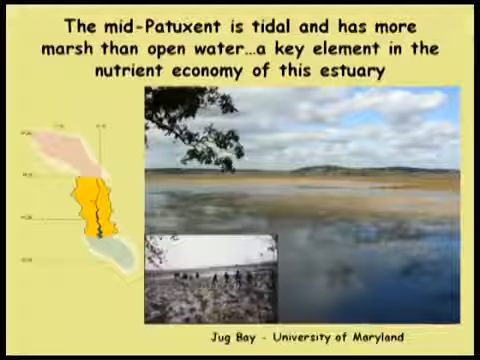 The mid-Patuxent is tidal and has more
marsh than open water…a key element in the
nutrient economy of this estuary
Jug Bay - University of Maryland